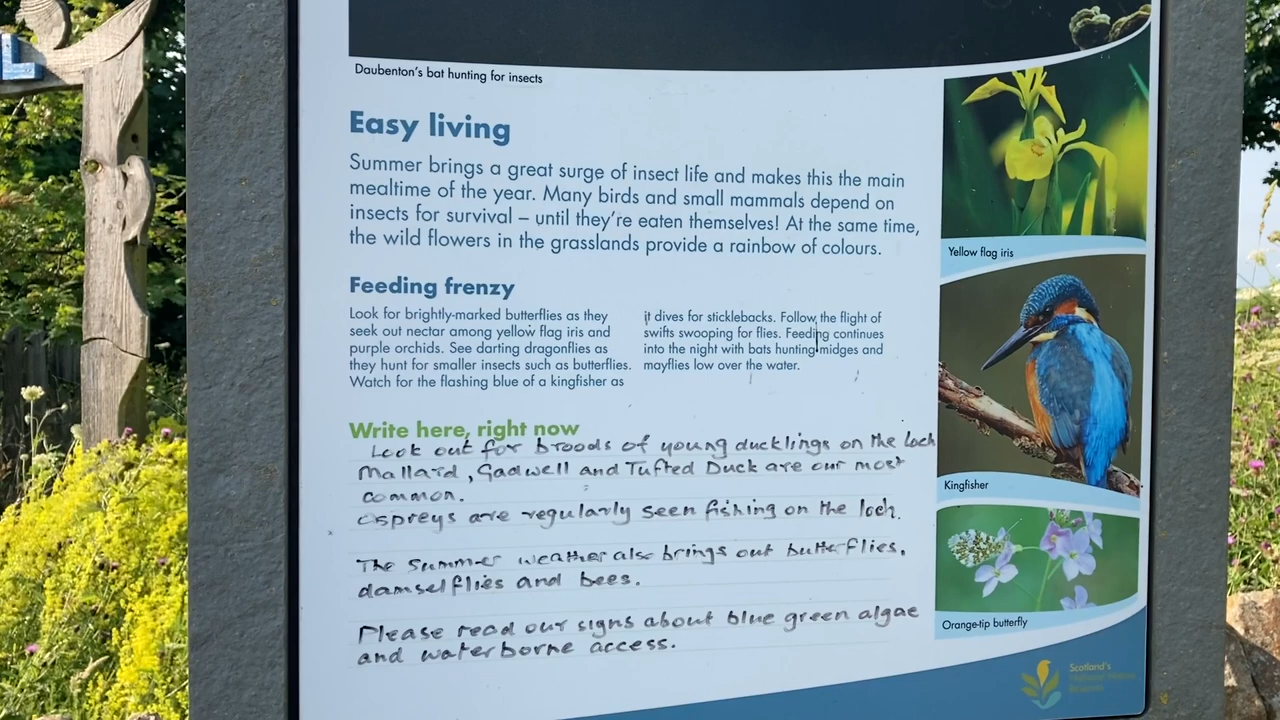 L
Daubenton's bat hunting for insects
Easy living
Summer brings a great surge of insect life and makes this the main
mealtime of the year. Many birds and small mammals depend on
insects for survival – until they're eaten themselves! At the same time,
the wild flowers in the grasslands provide a rainbow of colours.
Feeding frenzy
Look for brightly-marked butterflies as they
seek out nectar among yellow flag iris and
purple orchids. See darting dragonflies as
they hunt for smaller insects such as butterflies.
Watch for the flashing blue of a kingfisher as
it dives for sticklebacks. Follow the flight of
swifts swooping for flies. Feeding continues
into the night with bats hunting midges and
mayflies low over the water.
Write here, right now
Look out for broods of young ducklings on the loch
Mallard, Gadwell and Tufted Duck are our most
common.
Ospreys are regularly seen fishing on the loch.
The summer weather also brings out butterflies,
damselflies and bees.
Please read our signs about blue green algae
and waterborne access.
Yellow flag iris
Kingfisher
Orange-tip butterfly
Scotland's
National Nature
Reserves